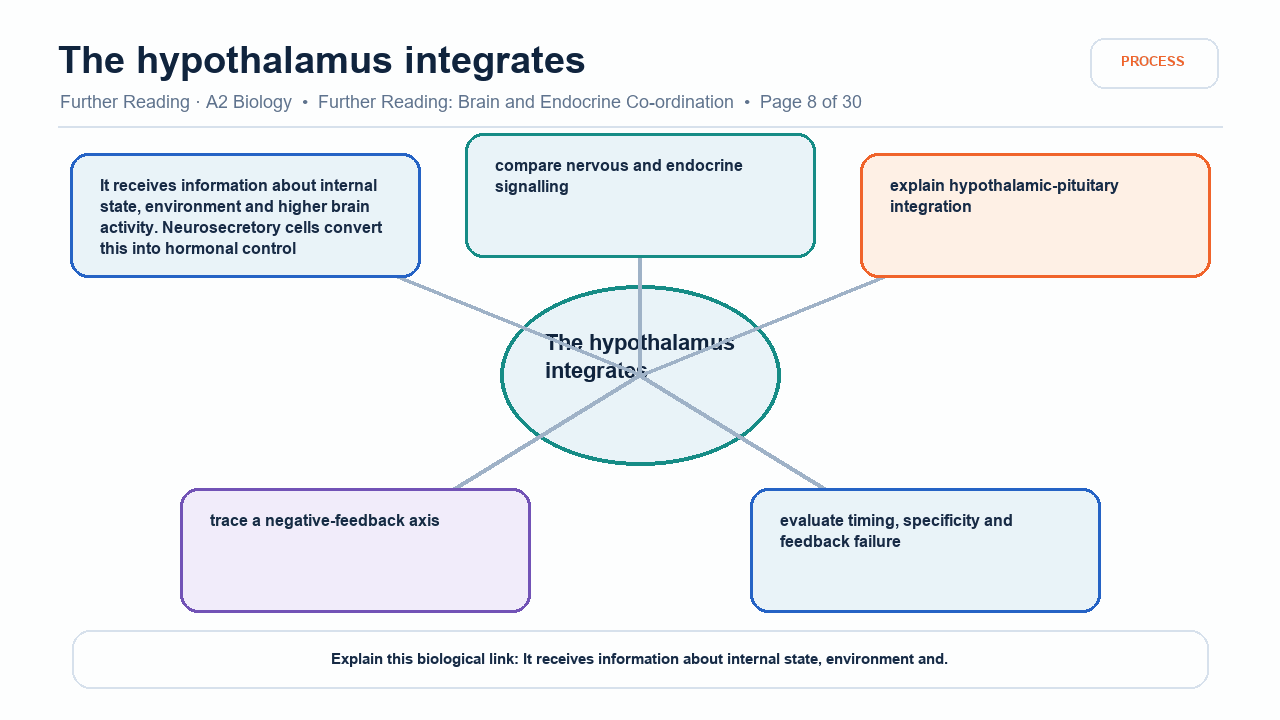 The hypothalamus integrates
PROCESS
Further Reading · A2 Biology • Further Reading: Brain and Endocrine Co-ordination • Page 8 of 30
It receives information about internal
state, environment and higher brain
activity. Neurosecretory cells convert
this into hormonal control
compare nervous and endocrine
signalling
explain hypothalamic-pituitary
integration
The hypothalamus
integrates
trace a negative-feedback axis
evaluate timing, specificity and
feedback failure
Explain this biological link: It receives information about internal state, environment and.